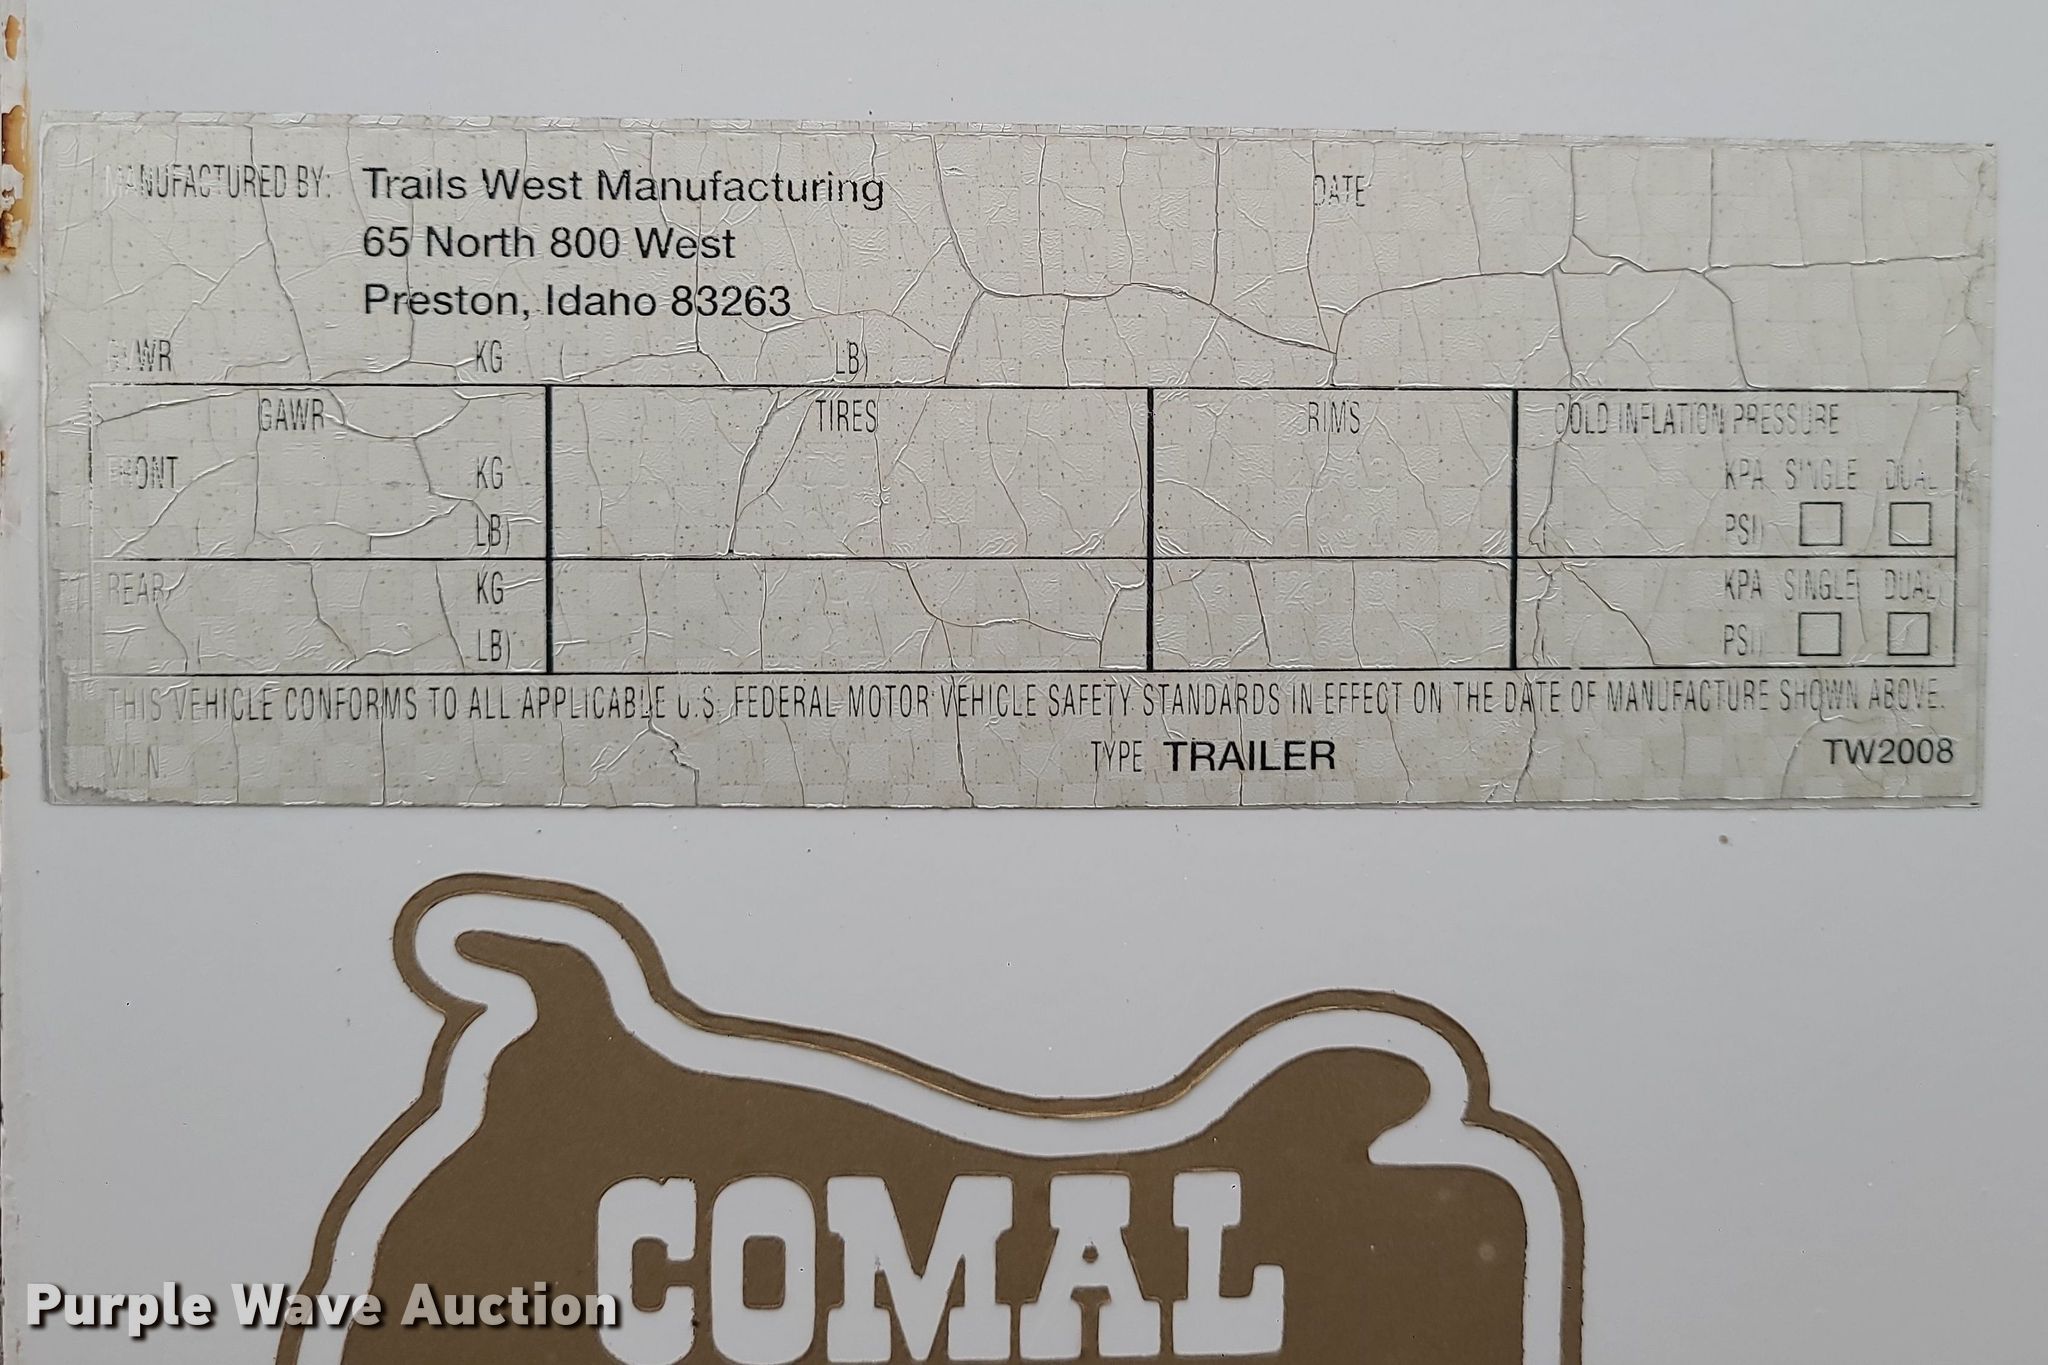 MANUFACTURED BY: Trails West Manufacturing DATE
65 North 800 West
Preston, Idaho 83263
GVWR KG ( LB)
GAWR TIRES RIMS COLD INFLATION PRESSURE
FRONT KG KPA SINGLE DUAL
LB) PSI)
REAR KG KPA SINGLE DUAL
LB) PSI)
THIS VEHICLE CONFORMS TO ALL APPLICABLE U.S. FEDERAL MOTOR VEHICLE SAFETY STANDARDS IN EFFECT ON THE DATE OF MANUFACTURE SHOWN ABOVE.
V.I.N. TYPE TRAILER TW2008
COMAL
Purple Wave Auction